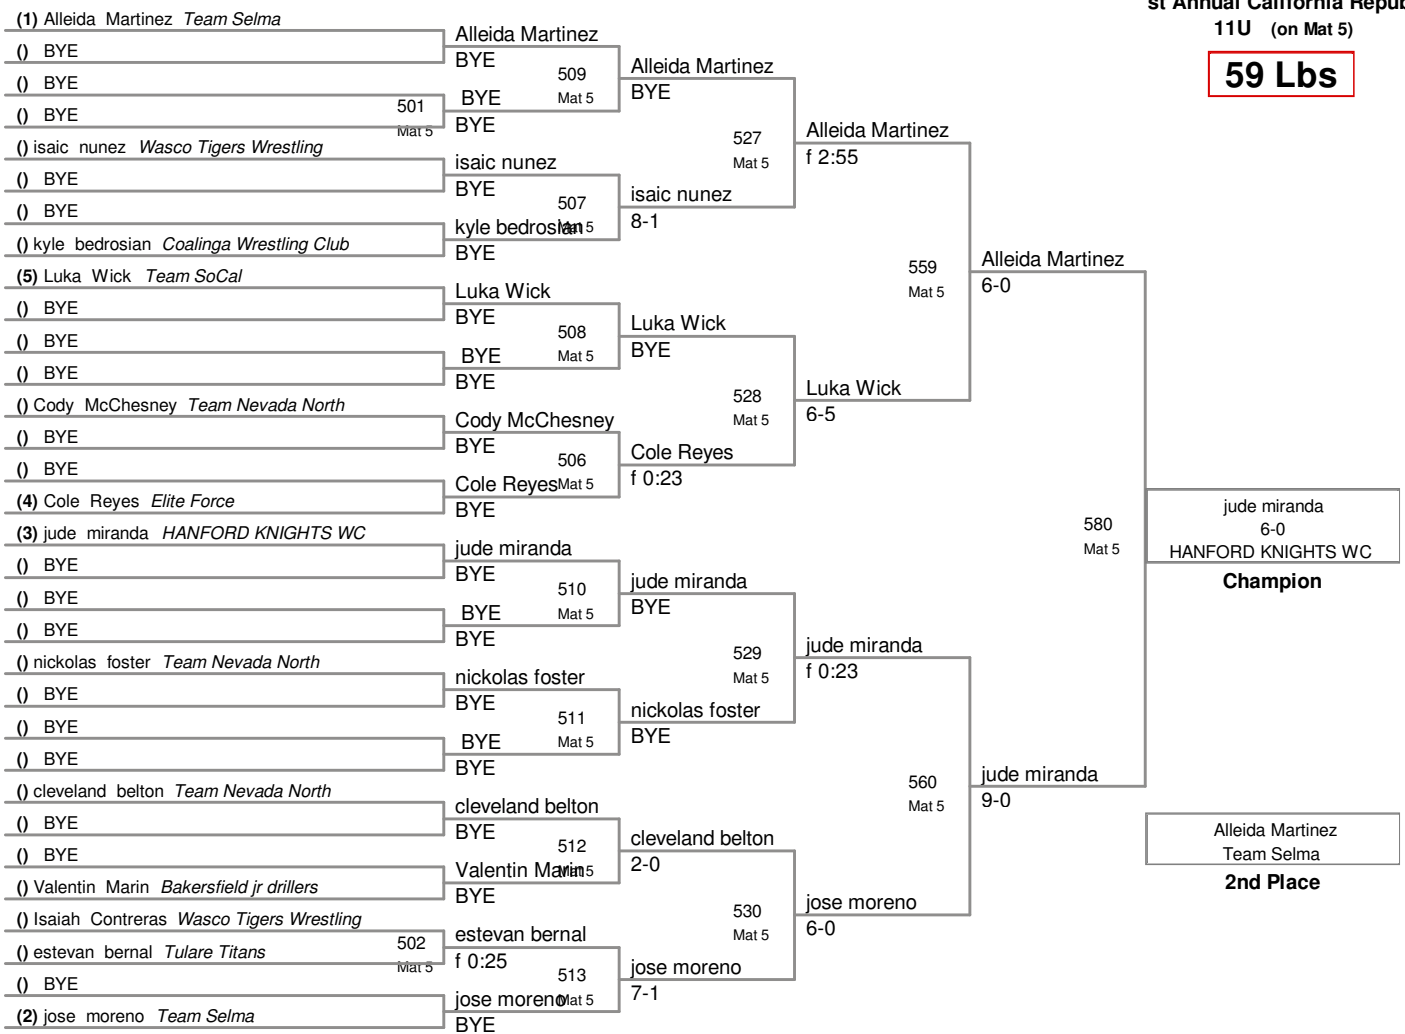 st Annual California Repub
11U (on Mat 5)
59 Lbs
(1) Alleida Martinez Team Selma
() BYE
() BYE
() BYE
() isaic nunez Wasco Tigers Wrestling
() BYE
() BYE
() kyle bedrosian Coalinga Wrestling Club
(5) Luka Wick Team SoCal
() BYE
() BYE
() BYE
() Cody McChesney Team Nevada North
() BYE
() BYE
(4) Cole Reyes Elite Force
(3) jude miranda HANFORD KNIGHTS WC
() BYE
() BYE
() BYE
() nickolas foster Team Nevada North
() BYE
() BYE
() BYE
() cleveland belton Team Nevada North
() BYE
() BYE
() Valentin Marin Bakersfield jr drillers
() Isaiah Contreras Wasco Tigers Wrestling
() estevan bernal Tulare Titans
() BYE
(2) jose moreno Team Selma
501
Mat 5
502
Mat 5
Alleida Martinez
BYE
509
Mat 5
BYE
BYE
isaic nunez
BYE
507
Mat 5
kyle bedrosian
BYE
Luka Wick
BYE
508
Mat 5
BYE
BYE
Cody McChesney
BYE
506
Mat 5
Cole Reyes
BYE
jude miranda
BYE
510
Mat 5
BYE
BYE
nickolas foster
BYE
511
Mat 5
BYE
BYE
cleveland belton
BYE
512
Mat 5
Valentin Marin
BYE
estevan bernal
f 0:25
513
Mat 5
jose moreno
BYE
Alleida Martinez
BYE
527
Mat 5
isaic nunez
8-1
Luka Wick
BYE
528
Mat 5
Cole Reyes
f 0:23
jude miranda
BYE
529
Mat 5
nickolas foster
BYE
cleveland belton
2-0
530
Mat 5
jose moreno
7-1
Alleida Martinez
f 2:55
559
Mat 5
Luka Wick
6-5
jude miranda
f 0:23
560
Mat 5
jose moreno
6-0
Alleida Martinez
6-0
580
Mat 5
jude miranda
9-0
jude miranda
6-0
HANFORD KNIGHTS WC
Champion
Alleida Martinez
Team Selma
2nd Place